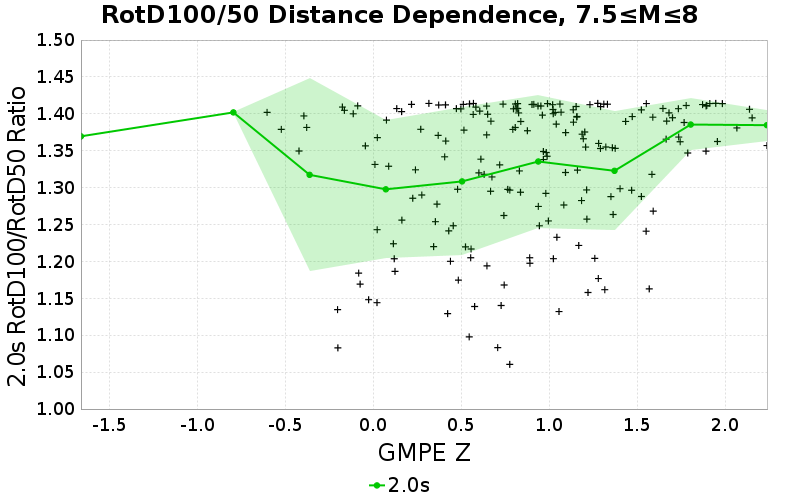 RotD100/50 Distance Dependence, 7.5≤M≤8
2.0s RotD100/RotD50 Ratio
1.50
1.45
1.40
1.35
1.30
1.25
1.20
1.15
1.10
1.05
1.00
-1.5 -1.0 -0.5 0.0 0.5 1.0 1.5 2.0
GMPE Z
2.0s